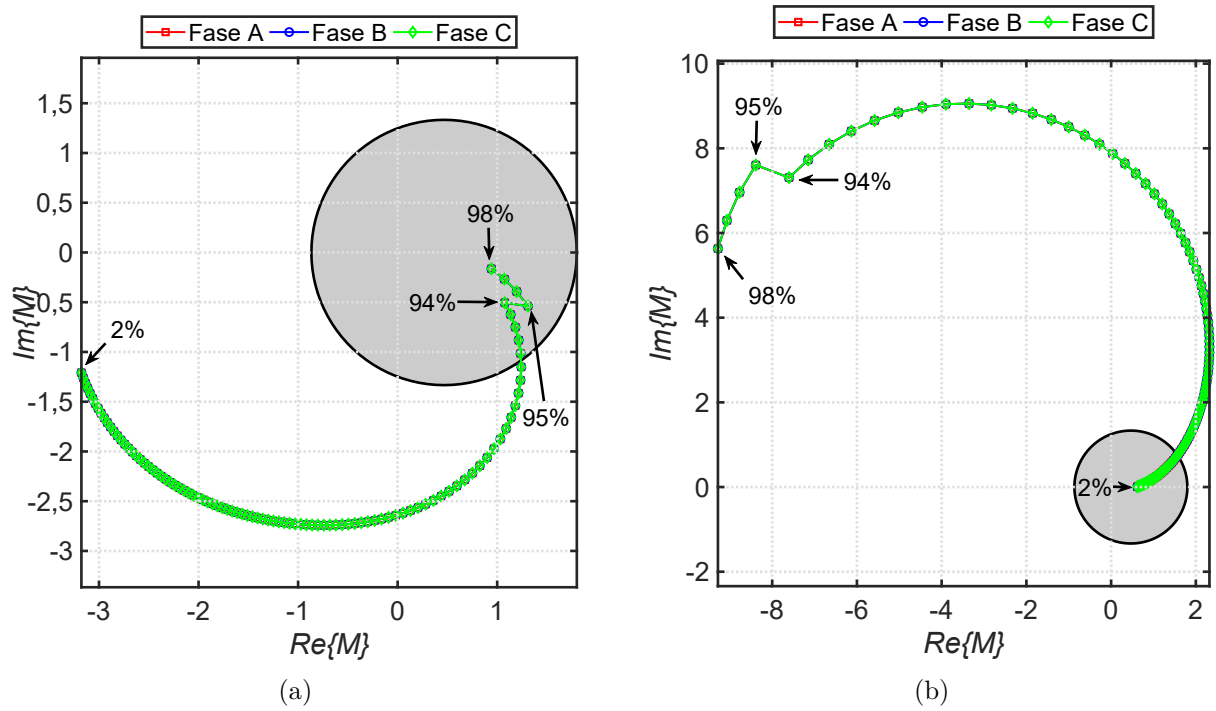 Fase A Fase B Fase C
1,5
1
0,5
0
-0,5
-1
-1.5
-2
-2.5
-3
Im{M}
98%
94%
95%
2%
-3 -2 -1 0 1
Re{M}
(a)
Fase A Fase B Fase C
10
8
6
4
2
0
-2
Im{M}
95%
94%
98%
2%
-8 -6 -4 -2 0 2
Re{M}
(b)